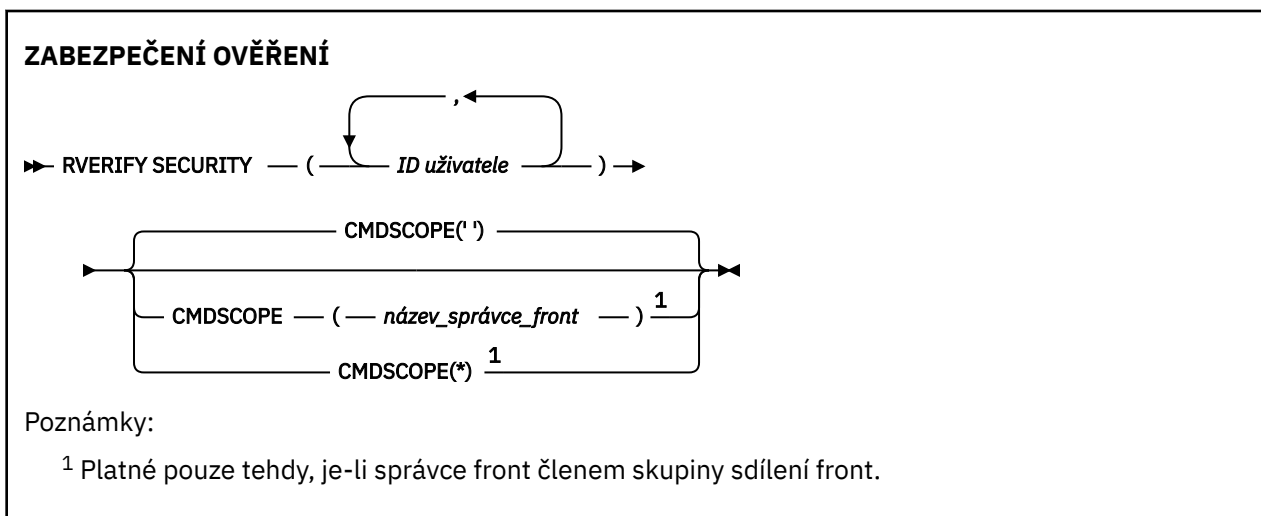 ZABEZPEČENÍ OVĚŘENÍ
,
RVERIFY SECURITY ( ID uživatele )
CMDSCOPE(' ')
CMDSCOPE ( název_správce_front ) 1
CMDSCOPE(*) 1
Poznámky:
1 Platné pouze tehdy, je-li správce front členem skupiny sdílení front.